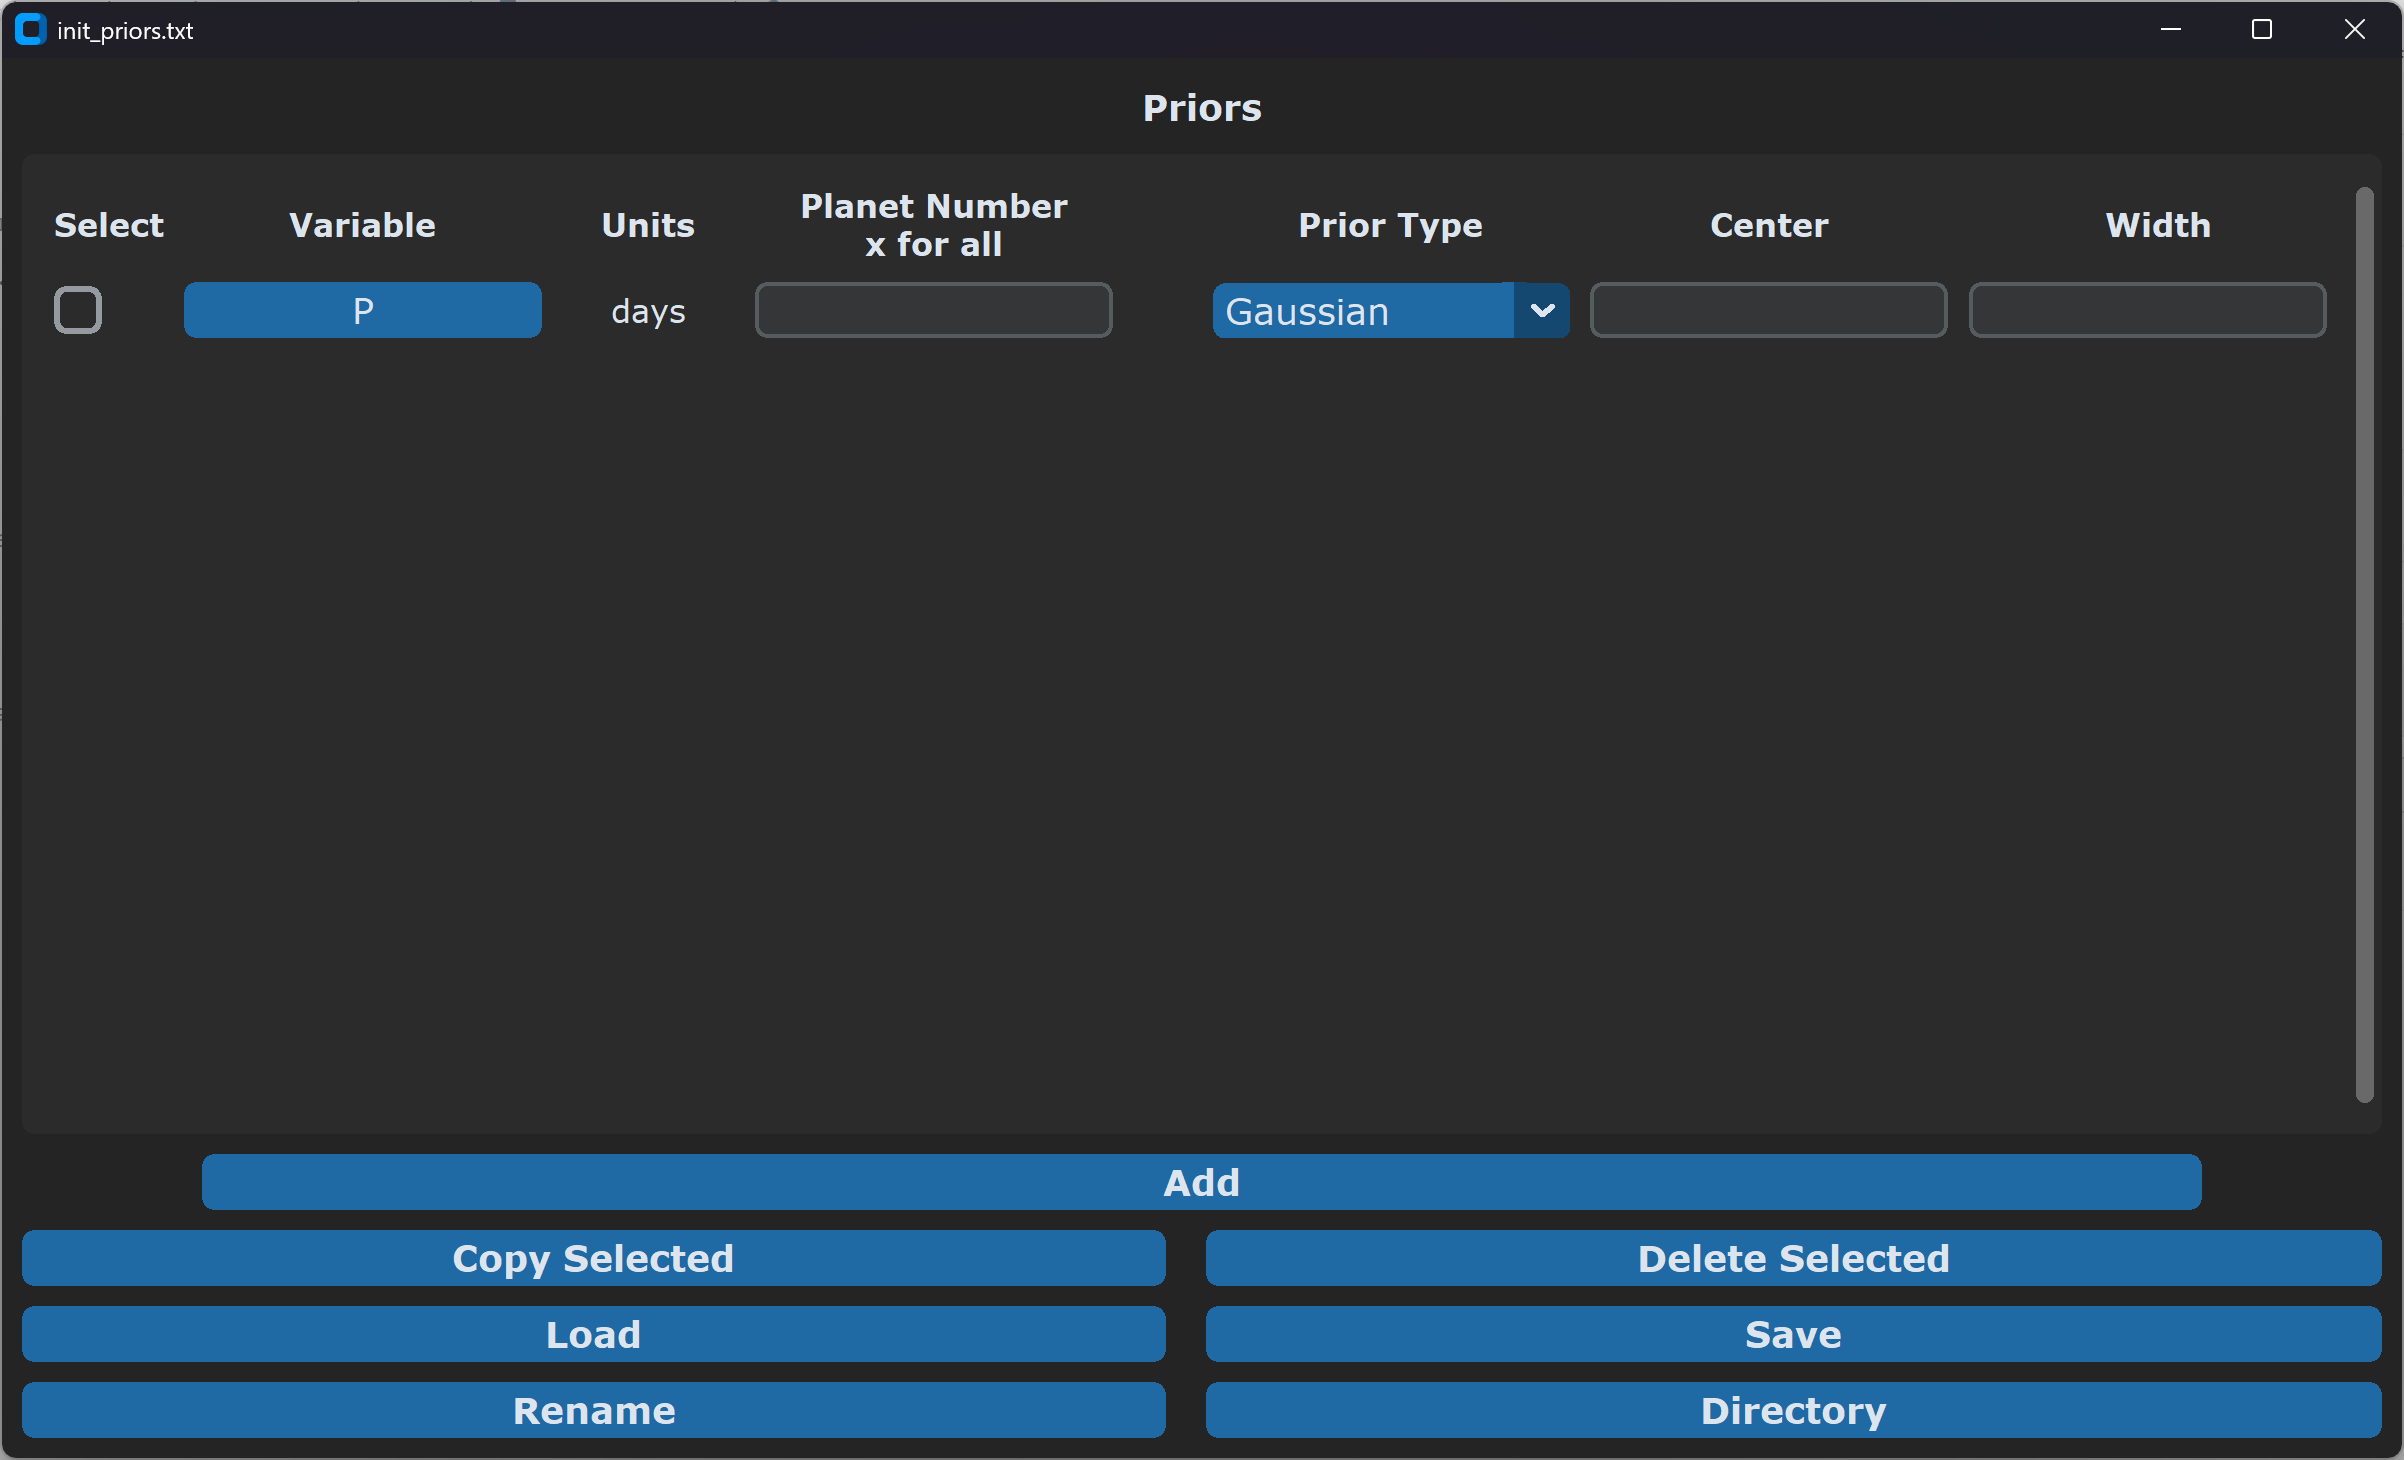 init_priors.txt
Priors
Select Variable Units Planet Number Prior Type Center Width
x for all
P days Gaussian
Add
Copy Selected Delete Selected
Load Save
Rename Directory